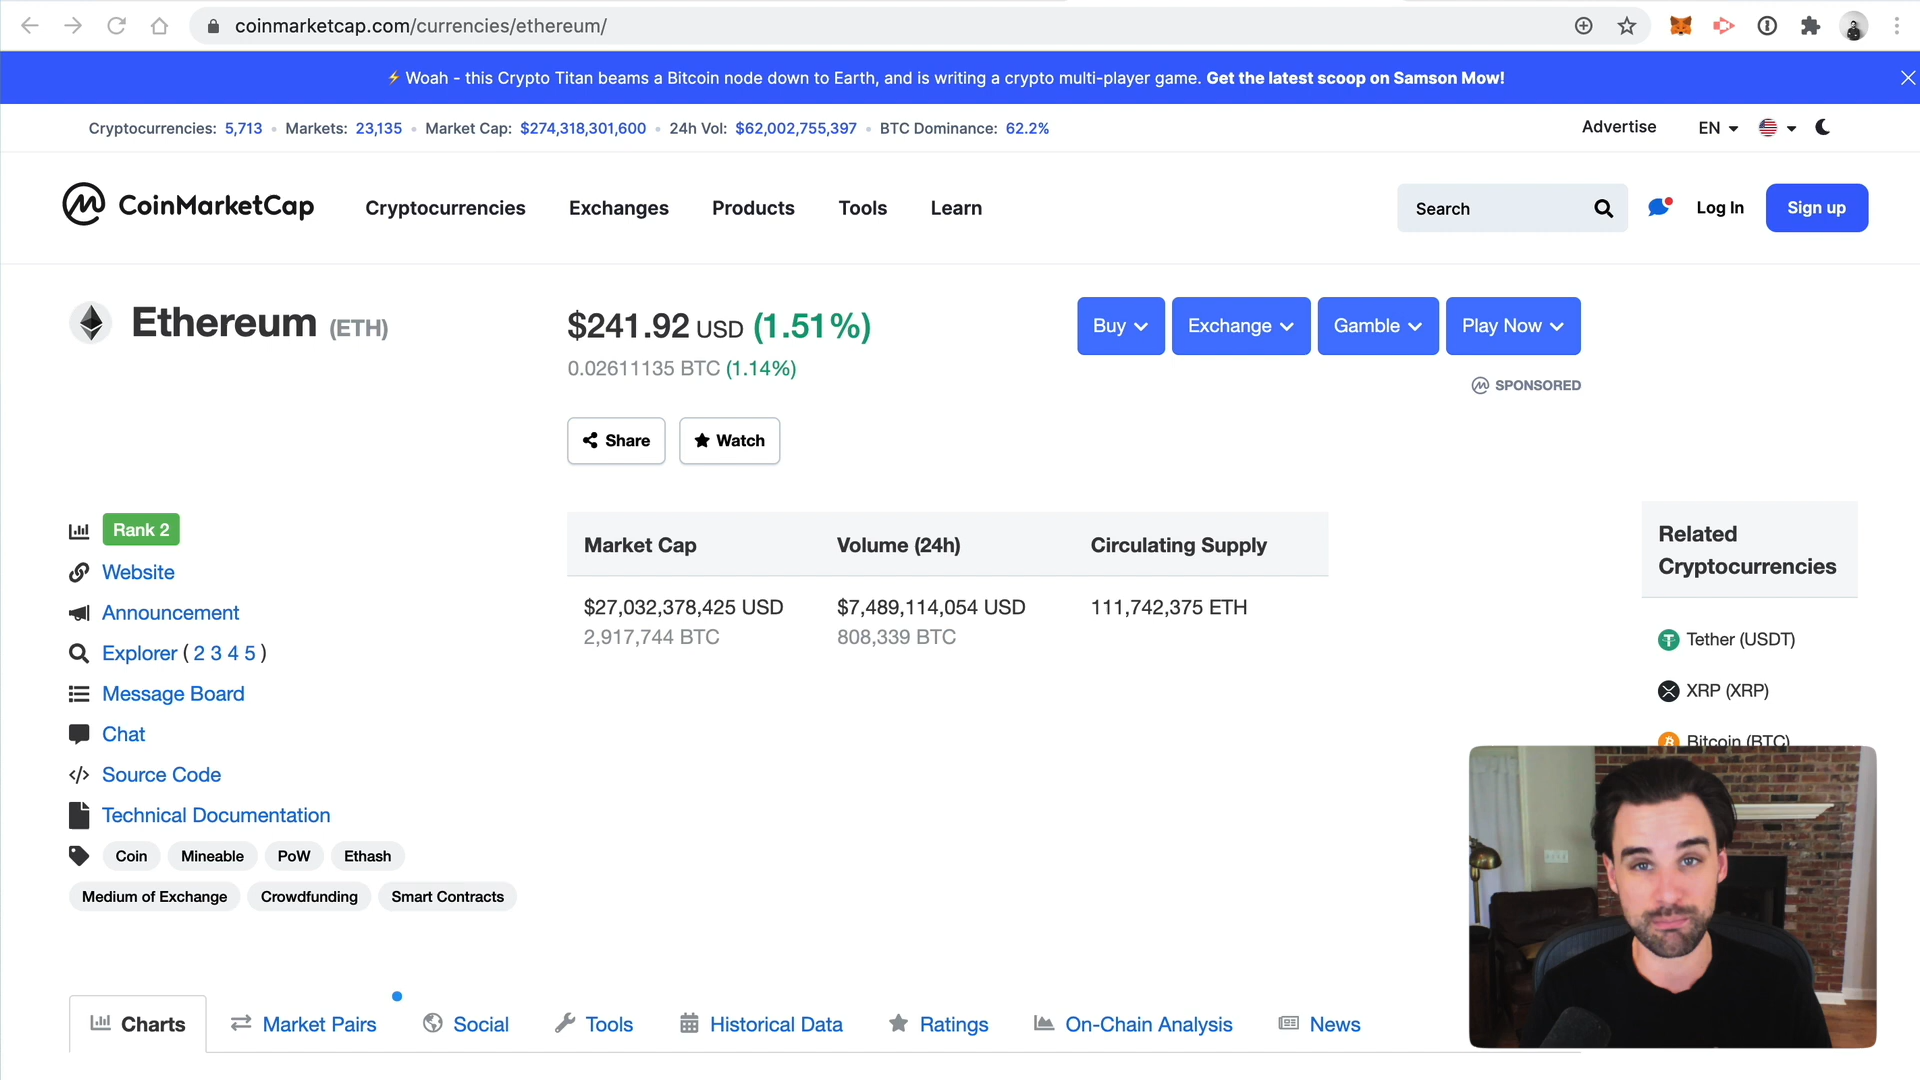 coinmarketcap.com/currencies/ethereum/
⚡ Woah - this Crypto Titan beams a Bitcoin node down to Earth, and is writing a crypto multi-player game. Get the latest scoop on Samson Mow!
Cryptocurrencies: 5,713 • Markets: 23,135 • Market Cap: $274,318,301,600 • 24h Vol: $62,002,755,397 • BTC Dominance: 62.2%
Advertise EN
CoinMarketCap Cryptocurrencies Exchanges Products Tools Learn Search Log In Sign up
Ethereum (ETH) $241.92 USD (1.51%)
Buy Exchange Gamble Play Now
0.02611135 BTC (1.14%)
SPONSORED
Share Watch
Rank 2
Website
Announcement
Explorer ( 2 3 4 5 )
Message Board
Chat
Source Code
Technical Documentation
Coin Mineable PoW Ethash
Medium of Exchange Crowdfunding Smart Contracts
Market Cap Volume (24h) Circulating Supply
$27,032,378,425 USD $7,489,114,054 USD 111,742,375 ETH
2,917,744 BTC 808,339 BTC
Related
Cryptocurrencies
Tether (USDT)
XRP (XRP)
Bitcoin (BTC)
Charts Market Pairs Social Tools Historical Data Ratings On-Chain Analysis News